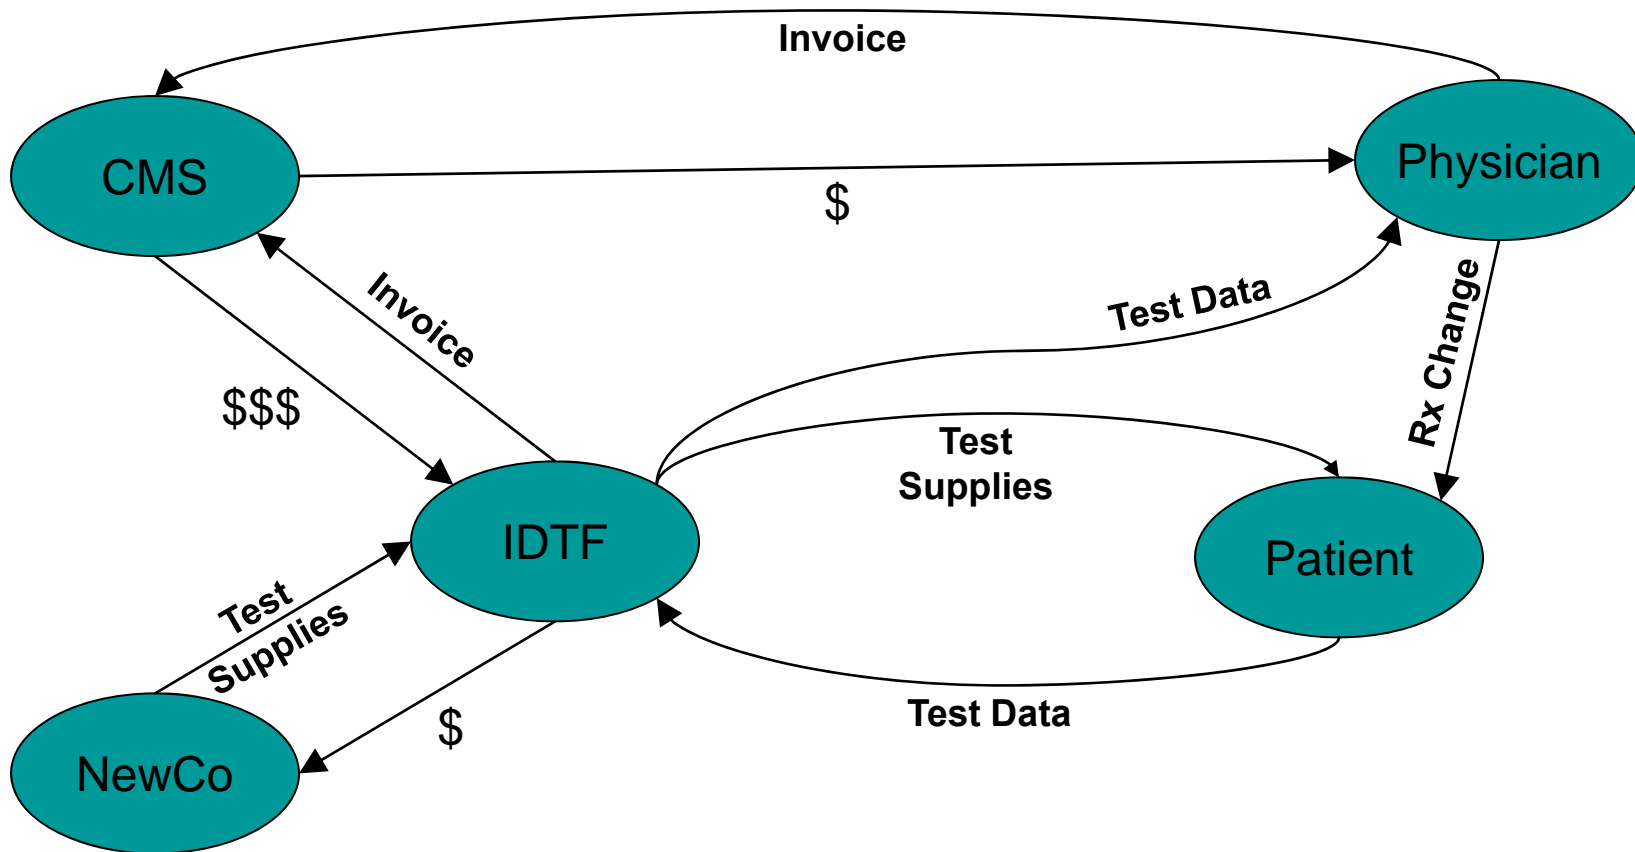 Invoice
CMS
Physician
$
Invoice
Test Data
Rx Change
$$$
Test
Supplies
IDTF
Patient
Test
Supplies
$
Test Data
NewCo